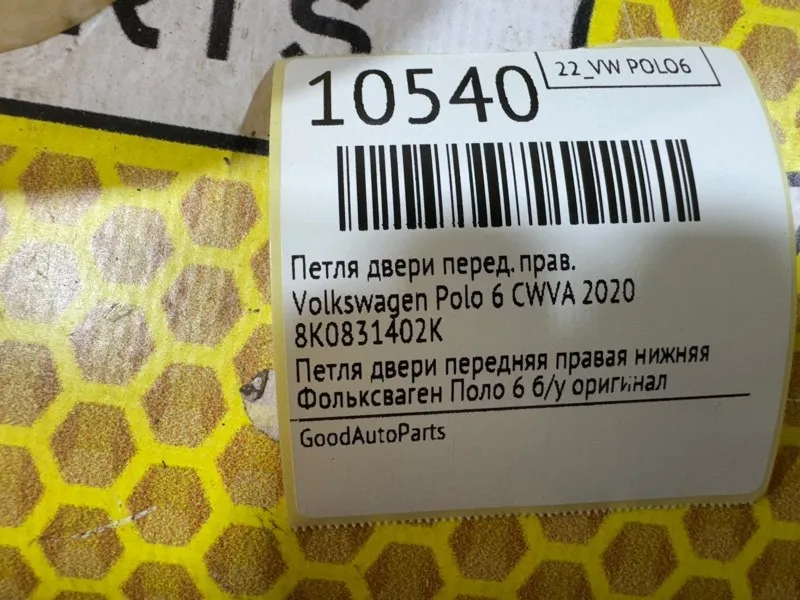 RTS
10540
22_VW POLO6
Петля двери перед. прав.
Volkswagen Polo 6 CWVA 2020
8K0831402K
Петля двери передняя правая нижняя
Фольксваген Поло 6 б/у оригинал
GoodAutoParts